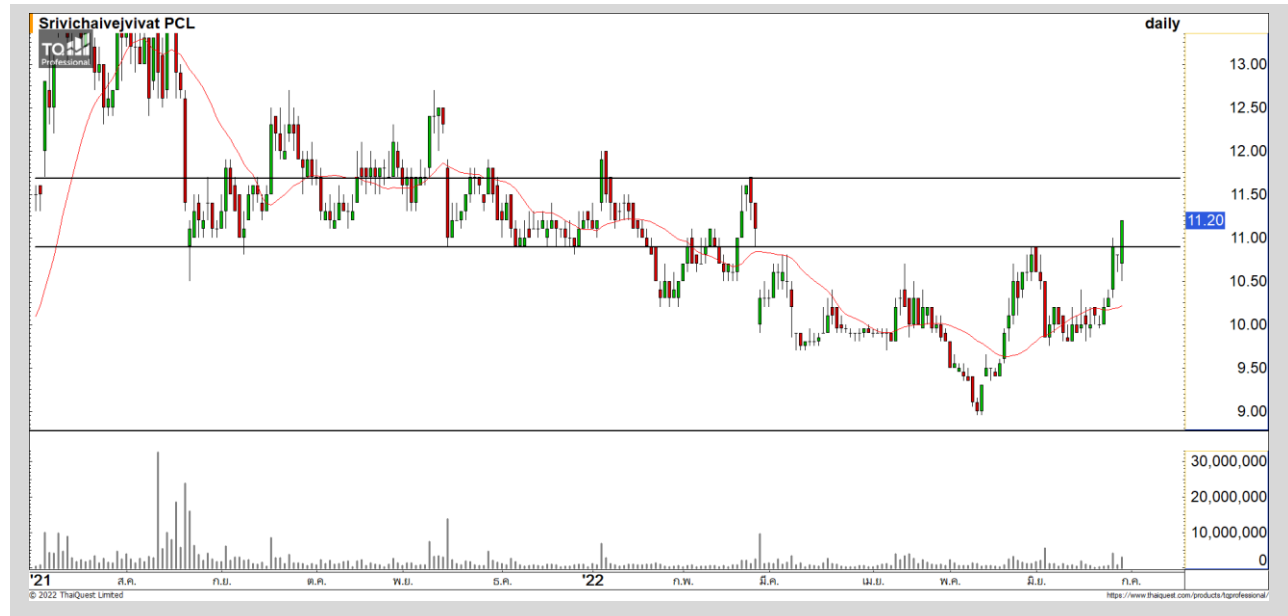 Srivichaivejvivat PCL
daily
TQ
Professional
13.00
12.50
12.00
11.50
11.20
11.00
10.50
10.00
9.50
9.00
30,000,000
20,000,000
10,000,000
0
'21 ส.ค. ก.ย. ต.ค. พ.ย. ธ.ค. '22 ก.พ. มี.ค. เม.ย. พ.ค. มิ.ย. ก.ค.
© 2022 ThaiQuest Limited
https://www.thaiquest.com/products/tqprofessional/